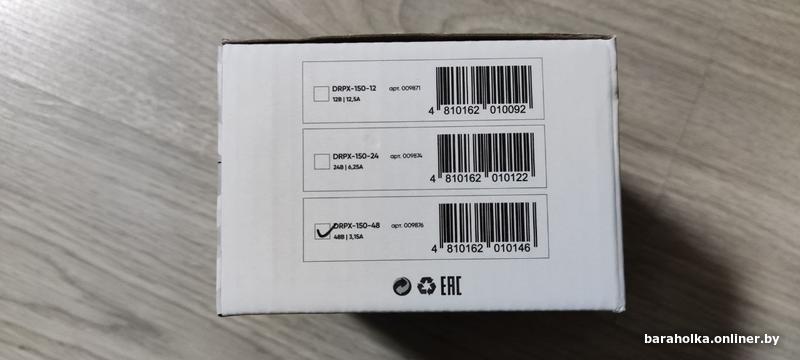 DRPX-150-12 арт. 009871
12В | 12,5А
4 810162 010092
DRPX-150-24 арт. 009874
24В | 6,25А
4 810162 010122
DRPX-150-48 арт. 009876
48В | 3,15А
4 810162 010146
EAC
baraholka.onliner.by